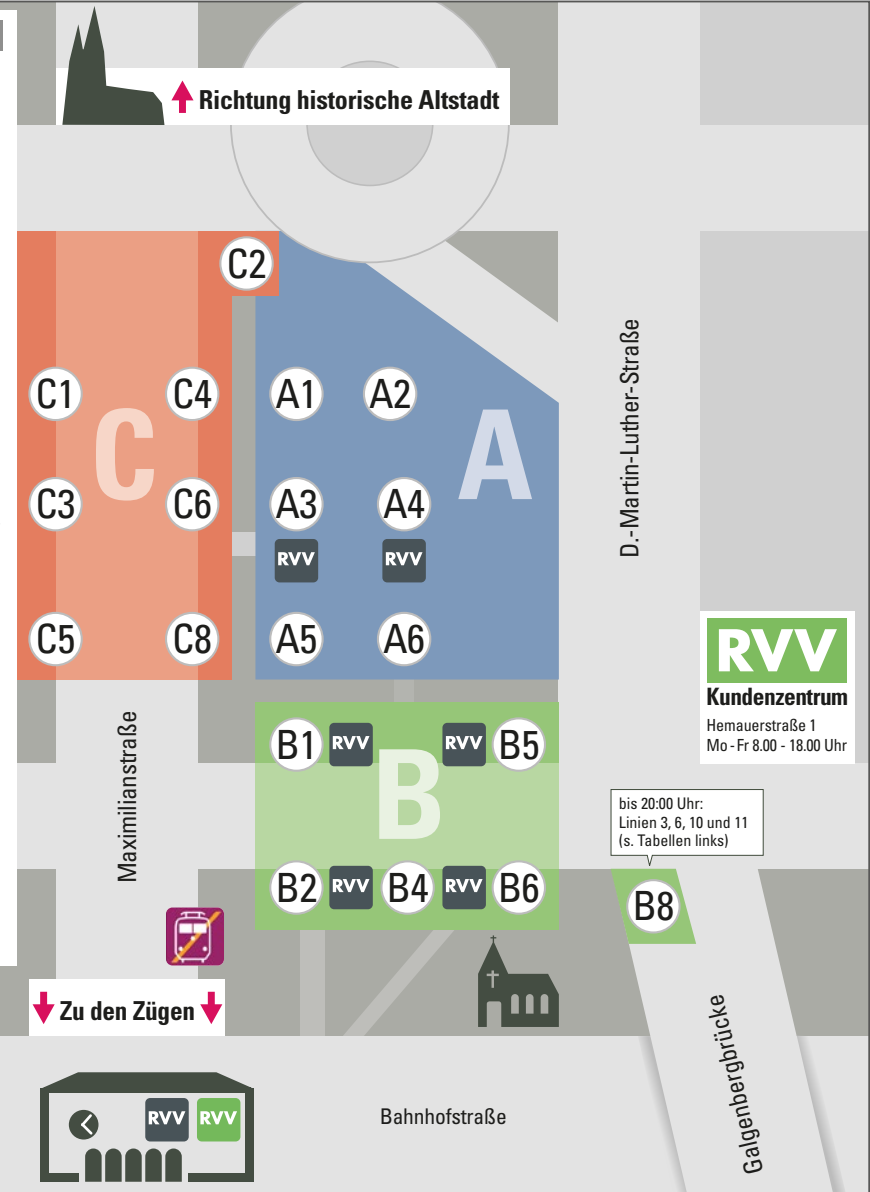 Richtung historische Altstadt
C2
C1
C4
A1
A2
C
A
C3
C6
A3
A4
RVV
RVV
C5
C8
A5
A6
D.-Martin-Luther-Straße
RVV
Kundenzentrum
Hemauerstraße 1
Mo - Fr 8.00 - 18.00 Uhr
Maximilianstraße
B1
RVV
RVV
B5
B
B2
RVV
B4
RVV
B6
bis 20:00 Uhr:
Linien 3, 6, 10 und 11
(s. Tabellen links)
B8
Zu den Zügen
RVV
RVV
Bahnhofstraße
Galgenbergbrücke